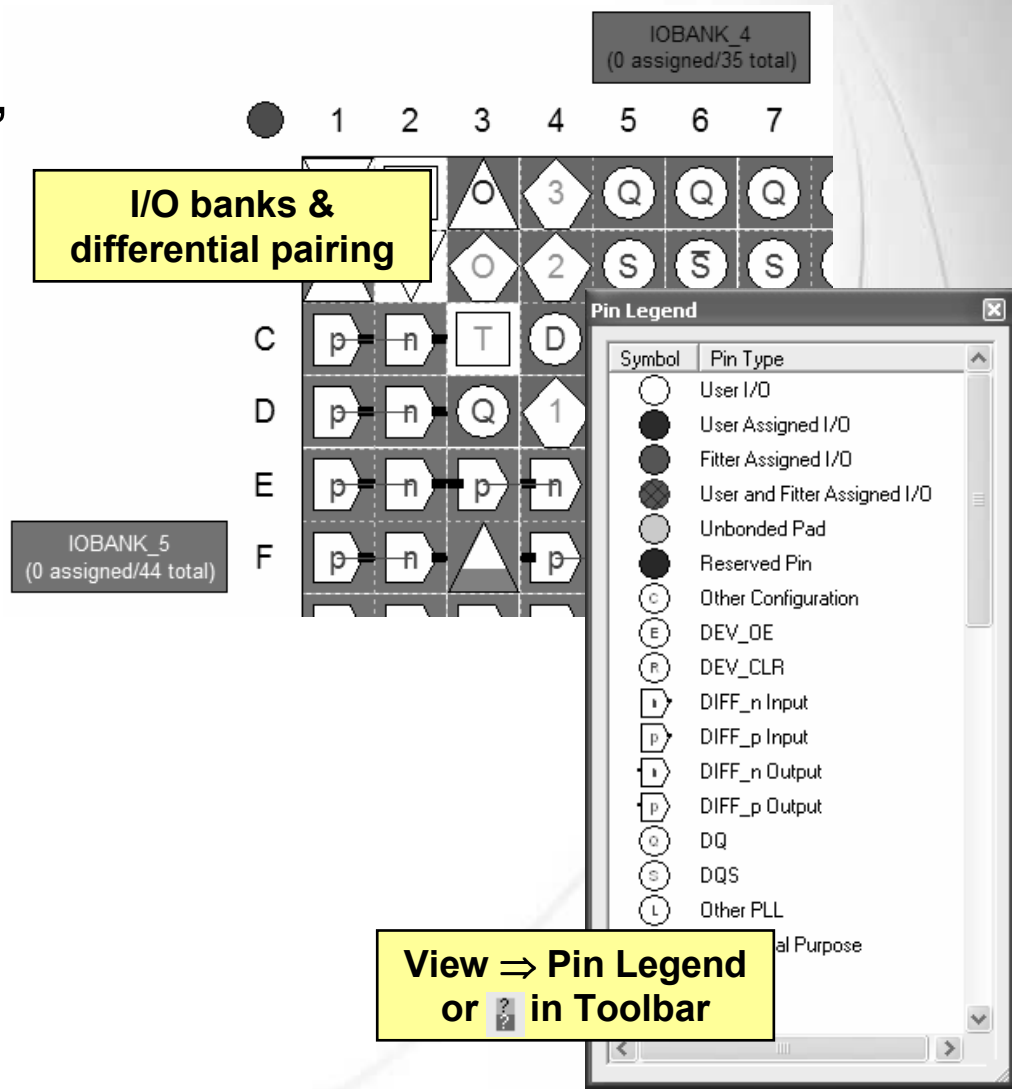 IOBANK_4
(0 assigned/35 total)
,
1 2 3 4 5 6 7
I/O banks &
differential pairing
O 3 Q Q Q
O 2 S S̅ S
C p n T D
D p n Q 1
E p n p n
F p n p
IOBANK_5
(0 assigned/44 total)
Pin Legend
Symbol Pin Type
User I/O
User Assigned I/O
Fitter Assigned I/O
User and Fitter Assigned I/O
Unbonded Pad
Reserved Pin
C Other Configuration
E DEV_OE
R DEV_CLR
n DIFF_n Input
p DIFF_p Input
n DIFF_n Output
p DIFF_p Output
Q DQ
S DQS
L Other PLL
al Purpose
View ⇒ Pin Legend
or ? ? in Toolbar